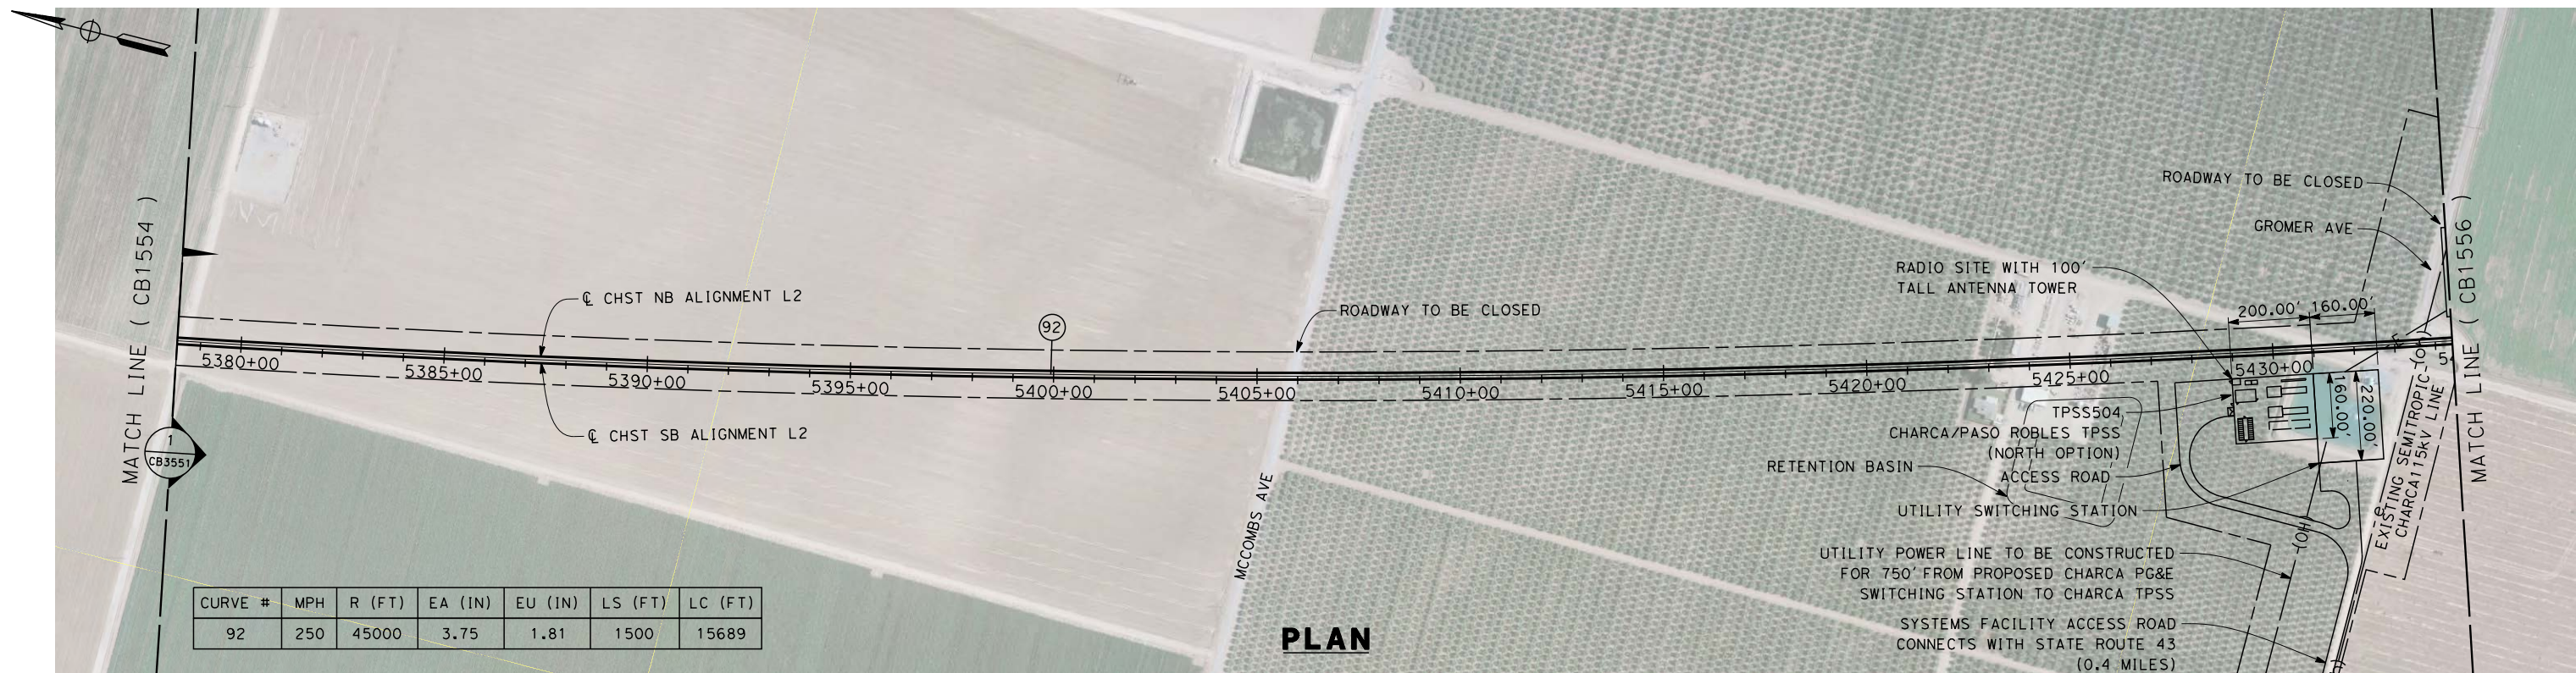 MATCH LINE ( CB1554 )
1
CB3551
℄ CHST NB ALIGNMENT L2
℄ CHST SB ALIGNMENT L2
92
5380+00
5385+00
5390+00
5395+00
5400+00
5405+00
5410+00
5415+00
5420+00
5425+00
5430+00
ROADWAY TO BE CLOSED
MCCOMBS AVE
ROADWAY TO BE CLOSED
GROMER AVE
RADIO SITE WITH 100'
TALL ANTENNA TOWER
200.00'
160.00'
160.00'
220.00'
TPSS504
CHARCA/PASO ROBLES TPSS
(NORTH OPTION)
RETENTION BASIN
ACCESS ROAD
UTILITY SWITCHING STATION
UTILITY POWER LINE TO BE CONSTRUCTED
FOR 750' FROM PROPOSED CHARCA PG&E
SWITCHING STATION TO CHARCA TPSS
SYSTEMS FACILITY ACCESS ROAD
CONNECTS WITH STATE ROUTE 43
(0.4 MILES)
(OH)
EXISTING SEMITROPIC-
CHARCA115kV LINE
MATCH LINE ( CB1556 )
CURVE # MPH R (FT) EA (IN) EU (IN) LS (FT) LC (FT)
92 250 45000 3.75 1.81 1500 15689
PLAN